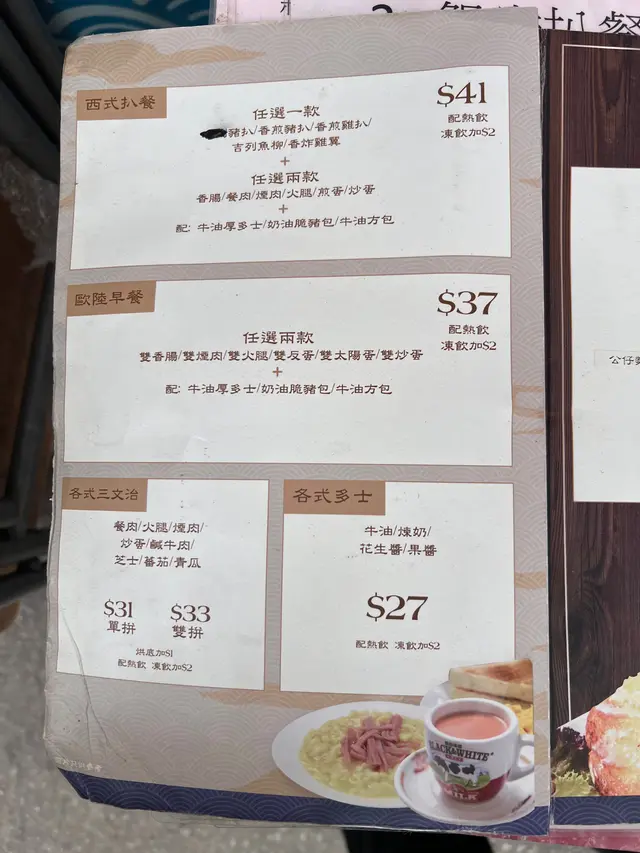 西式扒餐
$41
配熱飲
凍飲加$2
任選一款
豬扒/香煎豬扒/香煎雞扒/
吉列魚柳/香炸雞翼
+
任選兩款
香腸/餐肉/煙肉/火腿/煎蛋/炒蛋
+
配: 牛油厚多士/奶油脆豬包/牛油方包
歐陸早餐
$37
配熱飲
凍飲加$2
任選兩款
雙香腸/雙煙肉/雙火腿/雙反蛋/雙太陽蛋/雙炒蛋
+
配: 牛油厚多士/奶油脆豬包/牛油方包
各式三文治
餐肉/火腿/煙肉/
炒蛋/鹹牛肉/
芝士/蕃茄/青瓜
$31 $33
單拼 雙拼
烘底加$1
配熱飲 凍飲加$2
各式多士
牛油/煉奶/
花生醬/果醬
$27
配熱飲 凍飲加$2
BLACK&WHITE
MILK
公仔